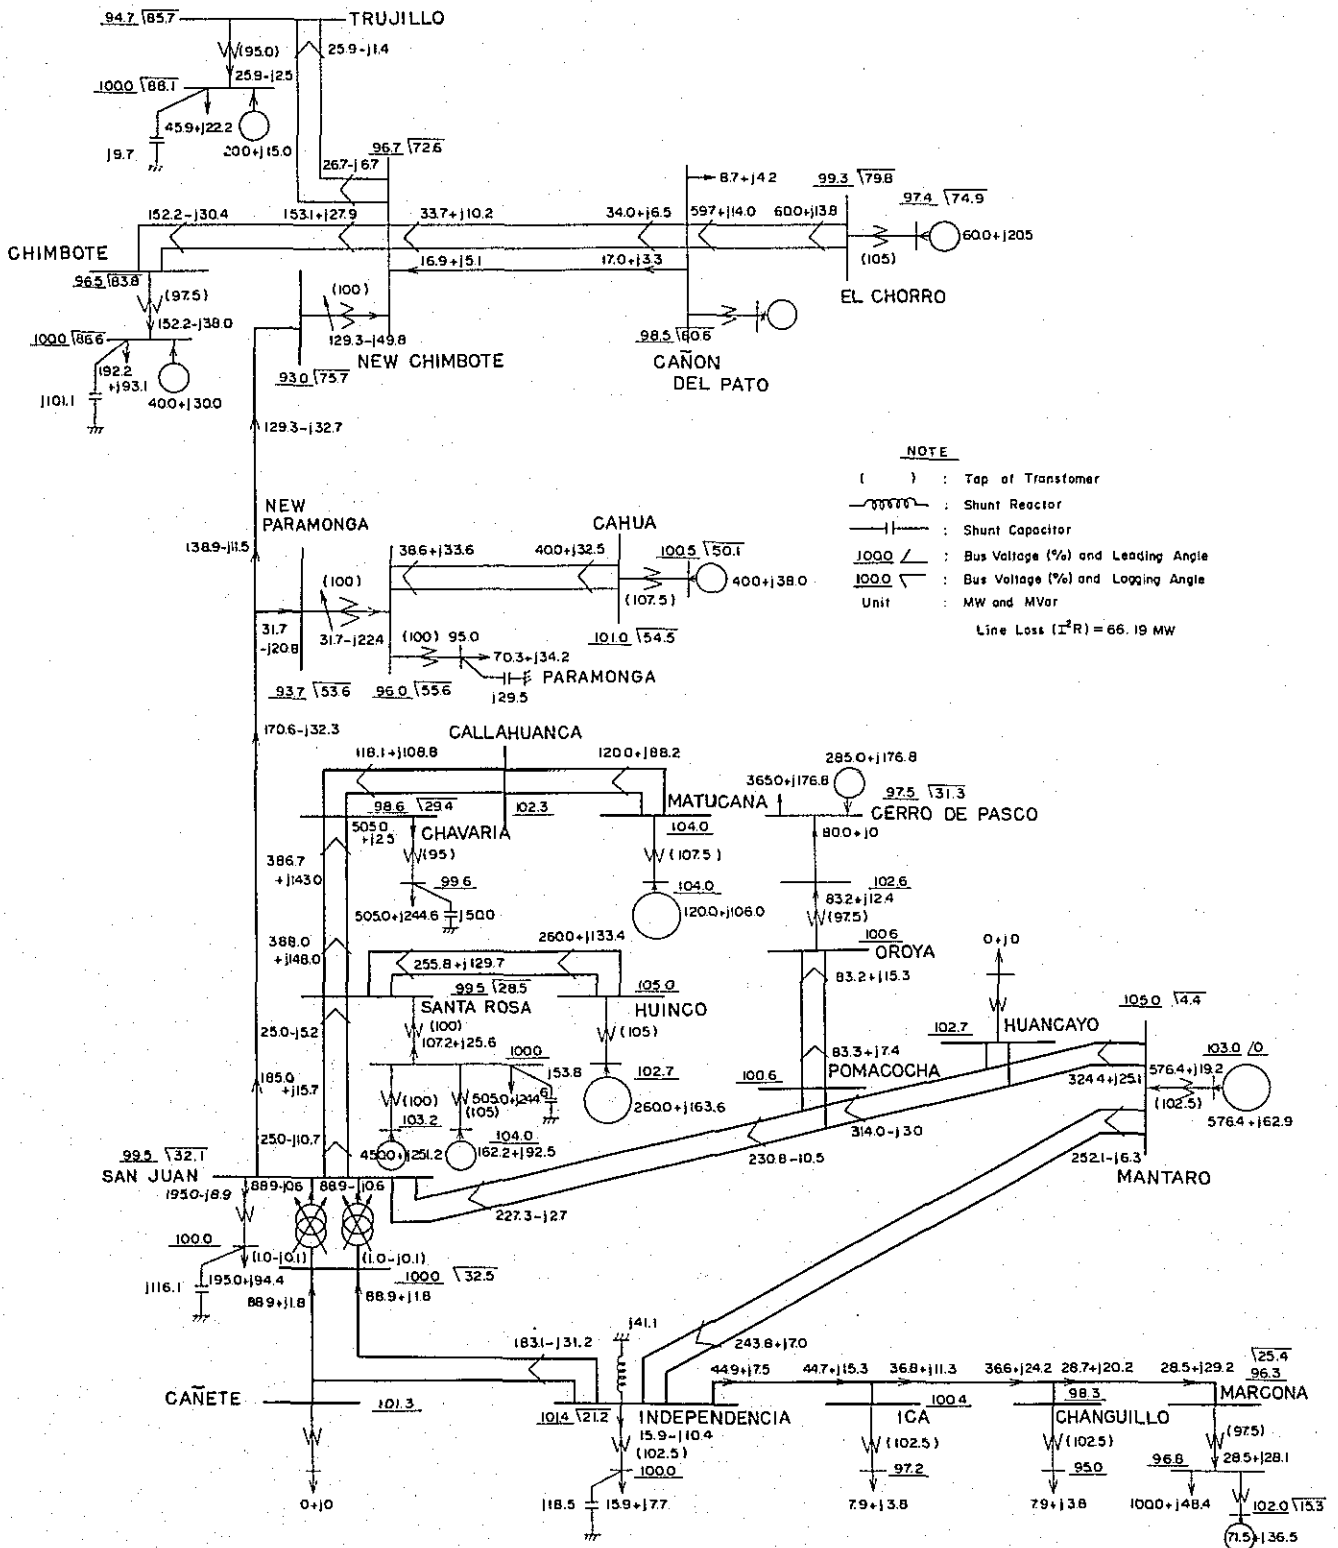 94.7 \85.7
TRUJILLO
(95.0)
25.9-j1.4
25.9-j2.5
100.0 \88.1
45.9+j22.2
20.0+j15.0
j9.7
96.7 \72.6
26.7-j6.7
8.7+j4.2
99.3 \79.8
97.4 \74.9
152.2-j30.4
153.1+j27.9
33.7+j10.2
34.0+j6.5
59.7+j14.0
60.0+j13.8
60.0+j20.5
(105)
CHIMBOTE
96.5 \83.8
16.9+j5.1
17.0+j3.3
EL CHORRO
(97.5)
(100)
152.2-j38.0
129.3-j49.8
100.0 \86.6
98.5 \80.6
192.2
+j93.1
NEW CHIMBOTE
CAÑON
DEL PATO
93.0 \75.7
j101.1
40.0+j30.0
129.3-j32.7
NOTE
( ) : Tap of Transfomer
: Shunt Reactor
: Shunt Capacitor
100.0 / : Bus Voltage (%) and Leading Angle
100.0 \ : Bus Voltage (%) and Lagging Angle
Unit : MW and MVar
Line Loss (I²R) = 66.19 MW
NEW
PARAMONGA
CAHUA
138.9-j11.5
38.6+j33.6
40.0+j32.5
100.5 \50.1
(100)
40.0+j38.0
(107.5)
31.7
-j20.8
31.7-j22.4
(100)
95.0
101.0 \54.5
70.3+j34.2
93.7 \53.6
96.0 \55.6
PARAMONGA
j29.5
170.6-j32.3
CALLAHUANCA
118.1+j108.8
120.0+j88.2
285.0+j176.8
365.0+j176.8
97.5 \31.3
98.6 \29.4
102.3
MATUCANA
CERRO DE PASCO
505.0
+j2.5
CHAVARIA
104.0
80.0+j0
(95)
(107.5)
386.7
+j143.0
99.6
104.0
102.6
83.2+j12.4
505.0+j244.6
j50.0
120.0+j106.0
(97.5)
388.0
+j148.0
260.0+j133.4
100.6
0+j0
255.8+j129.7
OROYA
83.2+j15.3
99.5 \28.5
105.0
105.0 \4.4
SANTA ROSA
HUINCO
25.0-j5.2
(100)
(105)
102.7
HUANCAYO
107.2+j25.6
100.0
83.3+j7.4
103.0 /0
185.0
+j15.7
j53.8
102.7
100.6
POMACOCHA
324.4+j25.1
576.4+j19.2
(100)
(105)
505.0+j244.6
(102.5)
103.2
260.0+j163.6
576.4+j62.9
25.0-j10.7
104.0
314.0-j3.0
99.5 \32.1
45.0.0+j251.2
162.2+j92.5
230.8-10.5
252.1-j6.3
SAN JUAN
MANTARO
195.0-j8.9
88.9-j0.6
88.9-j0.6
227.3-j2.7
100.0
(1.0-j0.1)
(1.0-j0.1)
j116.1
195.0+j94.4
100.0 \32.5
88.9+j1.8
88.9+j1.8
j41.1
183.1-j31.2
243.8+j7.0
44.9+j7.5
44.7+j15.3
36.8+j11.3
36.6+j24.2
28.7+j20.2
28.5+j29.2
\25.4
96.3
CAÑETE
101.3
101.4 \21.2
INDEPENDENCIA
ICA
100.4
CHANGUILLO
98.3
MARCONA
15.9-j10.4
(102.5)
(102.5)
(102.5)
(97.5)
100.0
97.2
95.0
96.8
28.5+j28.1
0+j0
j18.5
15.9+j7.7
7.9+j3.8
7.9+j3.8
100.0+j48.4
102.0 \15.3
71.5+j36.5